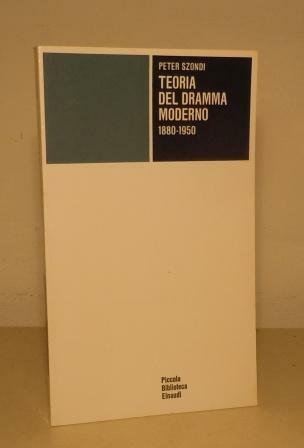 PETER SZONDI
TEORIA
DEL DRAMMA
MODERNO
1880-1950
Piccola
Biblioteca
Einaudi